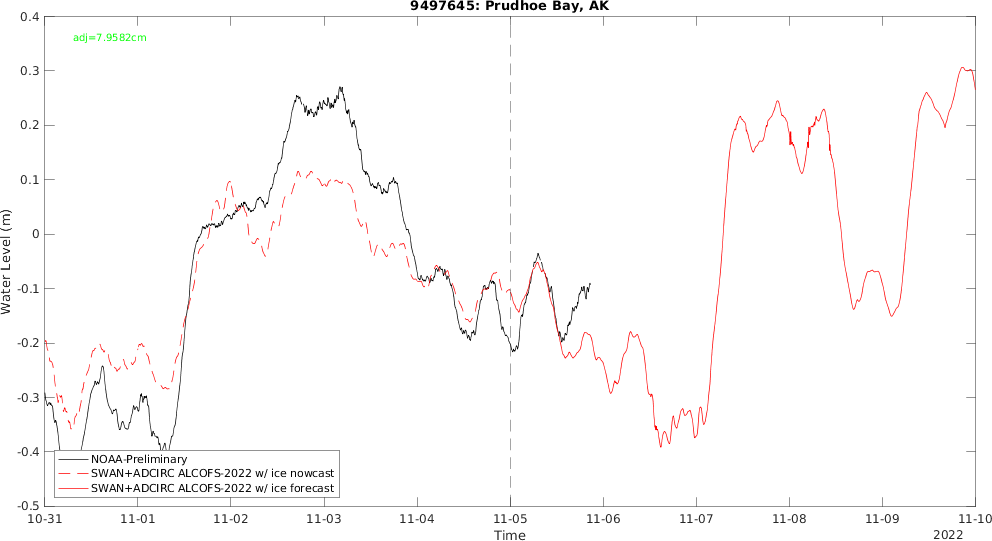 9497645: Prudhoe Bay, AK
adj=7.9582cm
0.4
0.3
0.2
0.1
0
-0.1
-0.2
-0.3
-0.4
-0.5
Water Level (m)
NOAA-Preliminary
SWAN+ADCIRC ALCOFS-2022 w/ ice nowcast
SWAN+ADCIRC ALCOFS-2022 w/ ice forecast
10-31 11-01 11-02 11-03 11-04 11-05 11-06 11-07 11-08 11-09 11-10
Time
2022